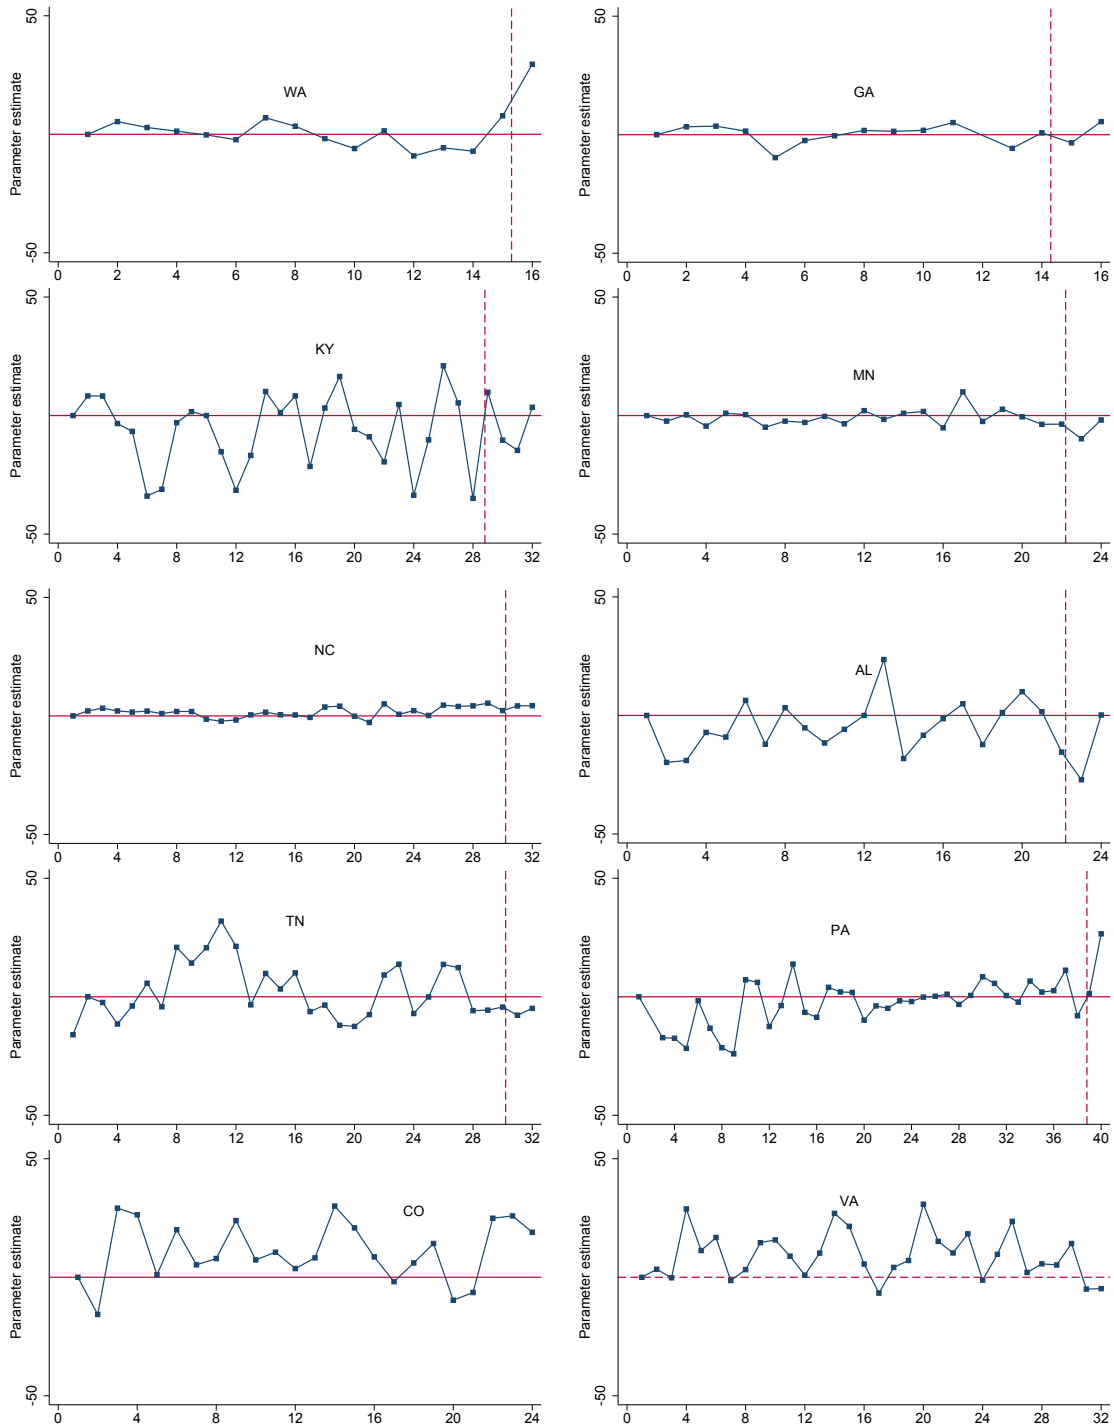 50
-50
Parameter estimate
WA
0 2 4 6 8 10 12 14 16
50
-50
Parameter estimate
GA
0 2 4 6 8 10 12 14 16
50
-50
Parameter estimate
KY
0 4 8 12 16 20 24 28 32
50
-50
Parameter estimate
MN
0 4 8 12 16 20 24
50
-50
Parameter estimate
NC
0 4 8 12 16 20 24 28 32
50
-50
Parameter estimate
AL
0 4 8 12 16 20 24
50
-50
Parameter estimate
TN
0 4 8 12 16 20 24 28 32
50
-50
Parameter estimate
PA
0 4 8 12 16 20 24 28 32 36 40
50
-50
Parameter estimate
CO
0 4 8 12 16 20 24
50
-50
Parameter estimate
VA
0 4 8 12 16 20 24 28 32